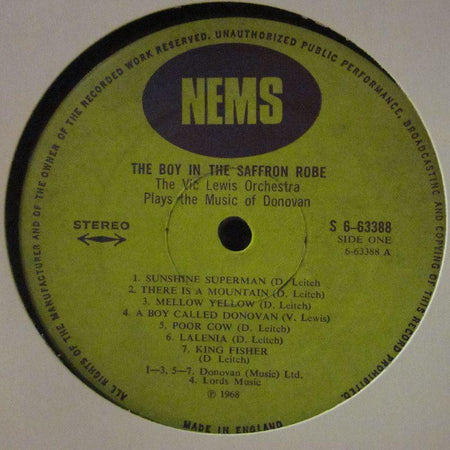 ALL RIGHTS OF THE MANUFACTURER AND OF THE OWNER OF THE RECORDED WORK RESERVED. UNAUTHORIZED PUBLIC PERFORMANCE, BROADCASTING AND COPYING OF THIS RECORD PROHIBITED.
NEMS
THE BOY IN THE SAFFRON ROBE
The Vic Lewis Orchestra
Plays the Music of Donovan
STEREO
S 6-63388
SIDE ONE
6-63388 A
1. SUNSHINE SUPERMAN (D. Leitch
2. THERE IS A MOUNTAIN (D. Leitch)
3. MELLOW YELLOW (D. Leitch)
4. A BOY CALLED DONOVAN (V. Lewis)
5. POOR COW (D. Leitch)
6. LALENIA (D. Leitch)
7. KING FISHER
(D. Leitch)
1—3, 5—7, Donovan (Music) Ltd.
4. Lords Music
℗ 1968
MADE IN ENGLAND